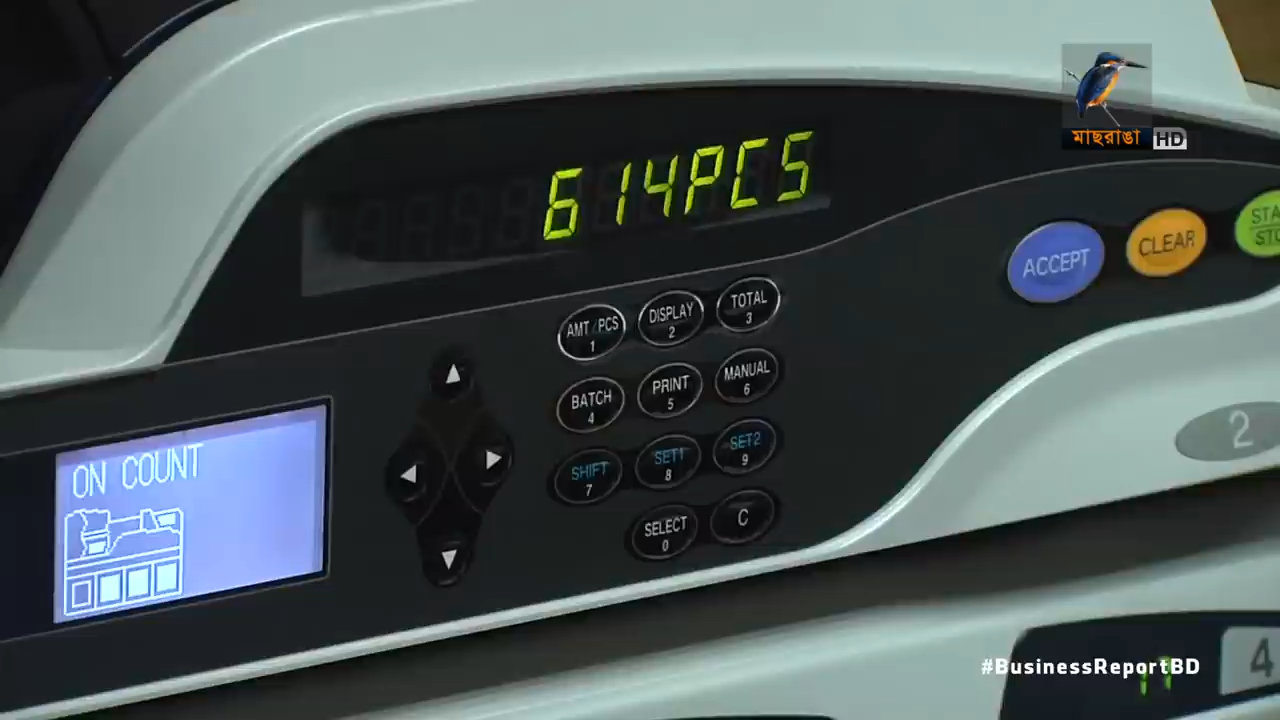 মাছরাঙা HD
614PCS
ACCEPT
CLEAR
AMT/PCS
1
DISPLAY
2
TOTAL
3
BATCH
4
PRINT
5
MANUAL
6
SHIFT
7
SET1
8
SET2
9
SELECT
0
C
2
ON COUNT
4
#BusinessReportBD